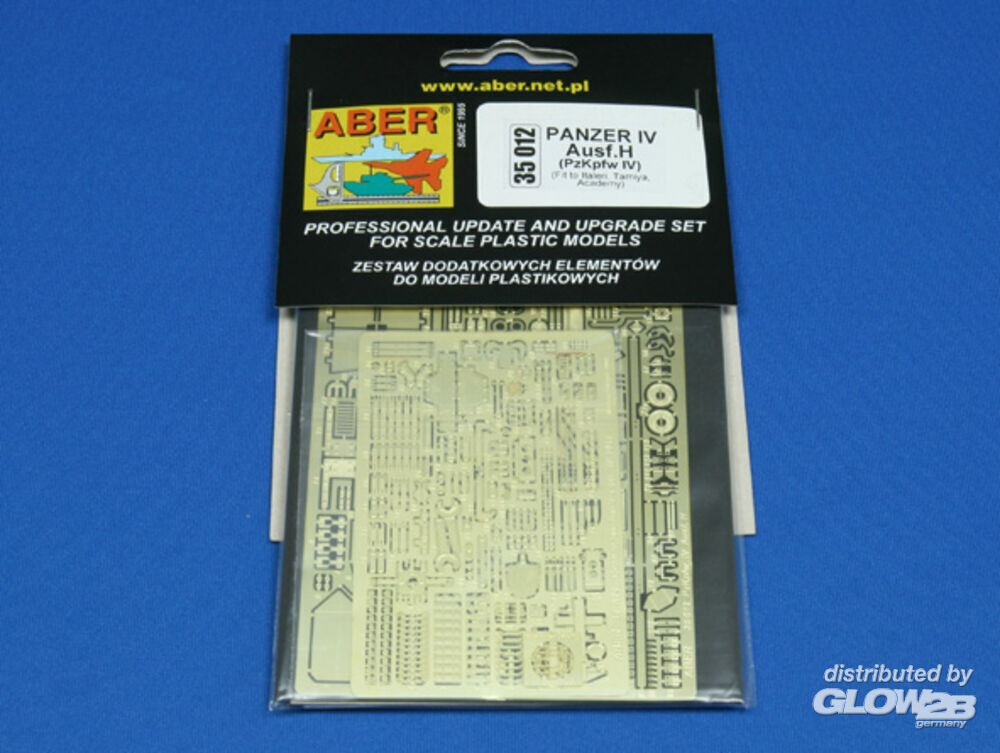 www.aber.net.pl
ABER®
SINCE 1995
35 012
PANZER IV
Ausf.H
(PzKpfw IV)
(Fit to Italeri, Tamiya,
Academy)
PROFESSIONAL UPDATE AND UPGRADE SET
FOR SCALE PLASTIC MODELS
ZESTAW DODATKOWYCH ELEMENTÓW
DO MODELI PLASTIKOWYCH
distributed by
GLOW2B
germany